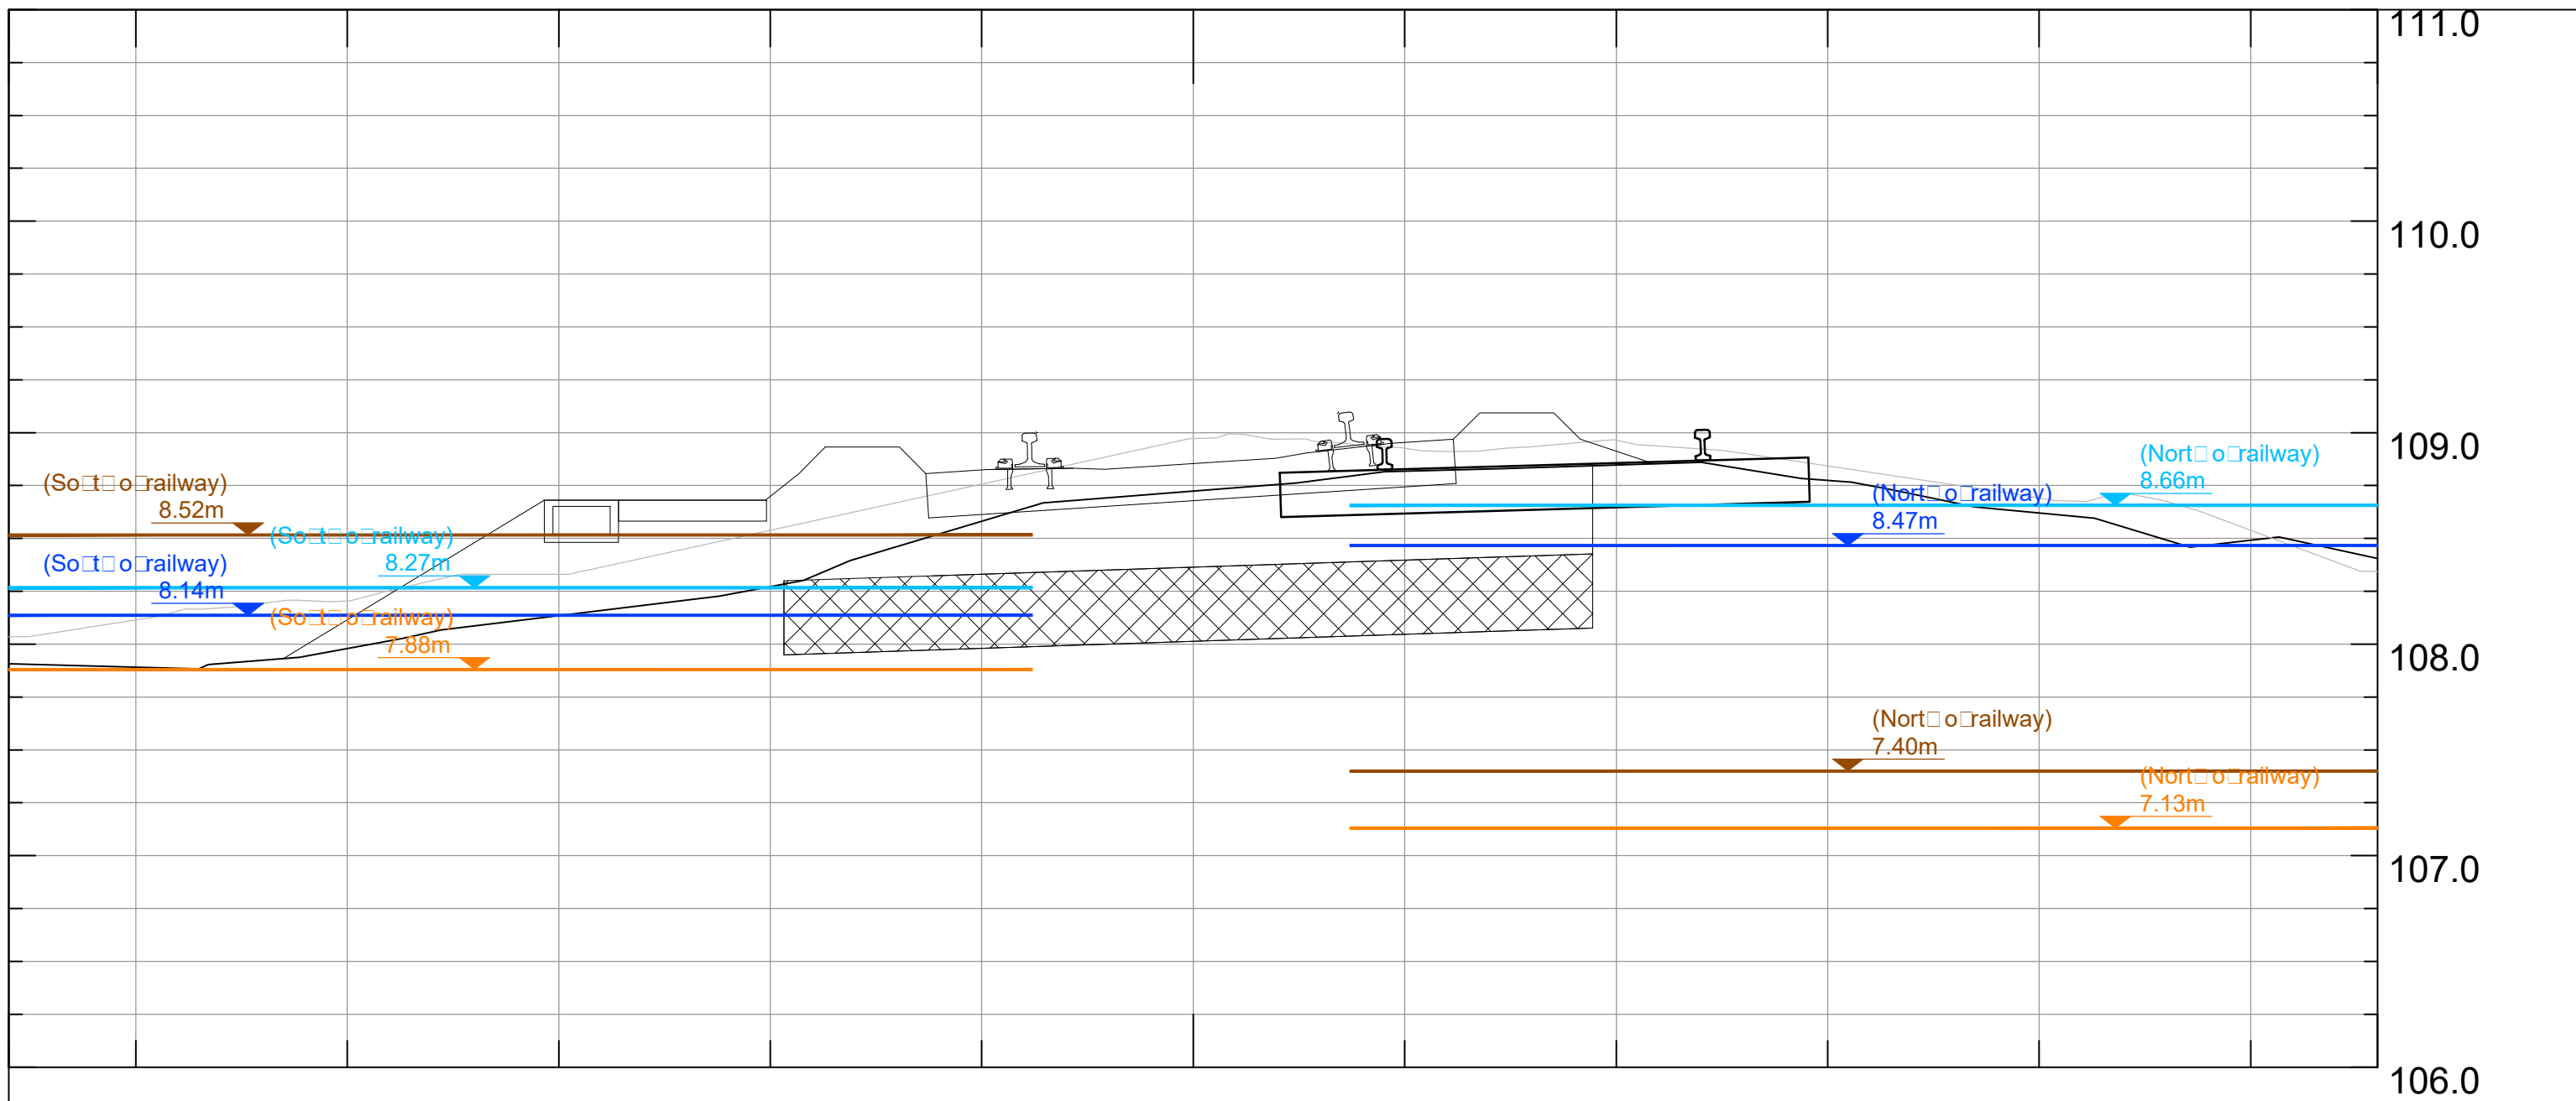 111.0
110.0
109.0
(Nort□ o□railway)
8.66m
(So□t□ o□railway)
8.52m
(Nort□ o□railway)
8.47m
(So□t□ o□railway)
8.27m
(So□t□ o□railway)
8.14m
(So□t□ o□railway)
7.88m
108.0
(Nort□ o□railway)
7.40m
(Nort□ o□railway)
7.13m
107.0
106.0